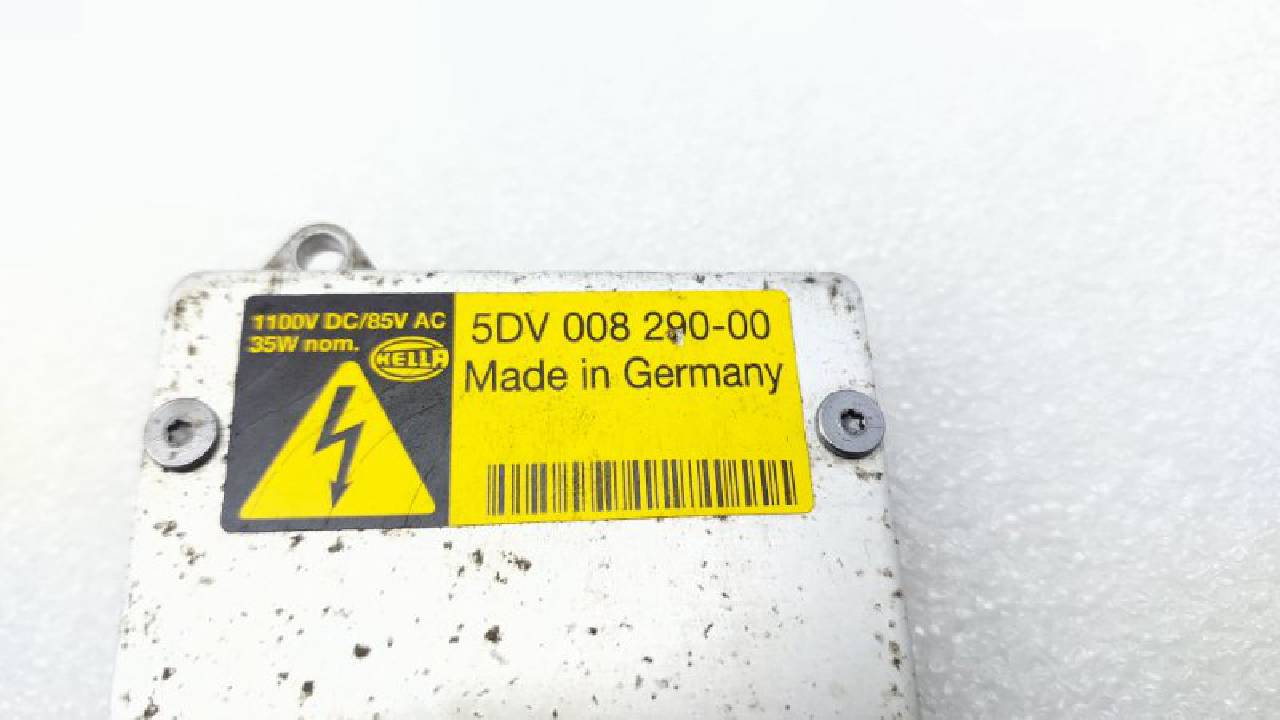 1100V DC/85V AC
35W nom.
HELLA
5DV 008 290-00
Made in Germany